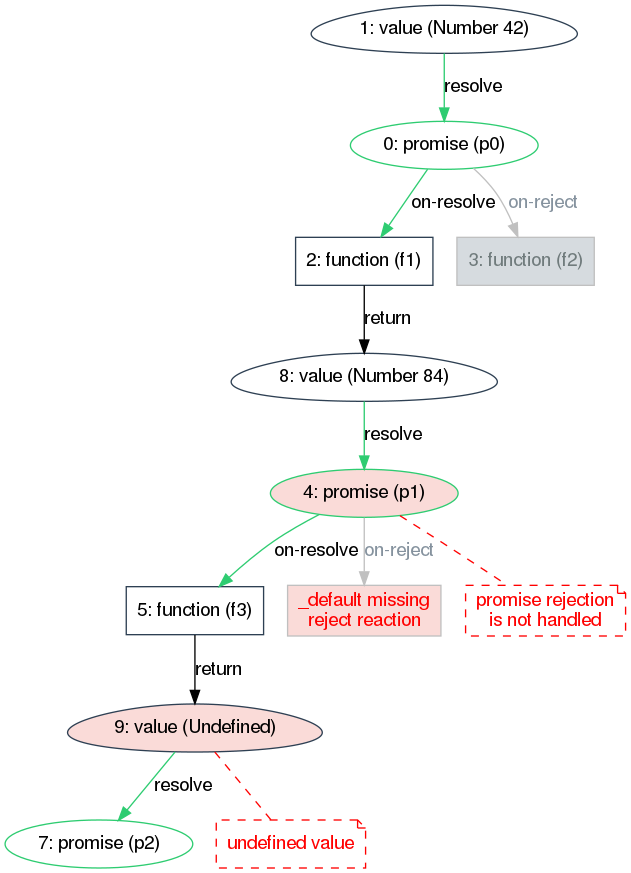 1: value (Number 42)
resolve
0: promise (p0)
on-resolve
on-reject
2: function (f1)
3: function (f2)
return
8: value (Number 84)
resolve
4: promise (p1)
on-resolve
on-reject
5: function (f3)
_default missing
reject reaction
promise rejection
is not handled
return
9: value (Undefined)
resolve
7: promise (p2)
undefined value